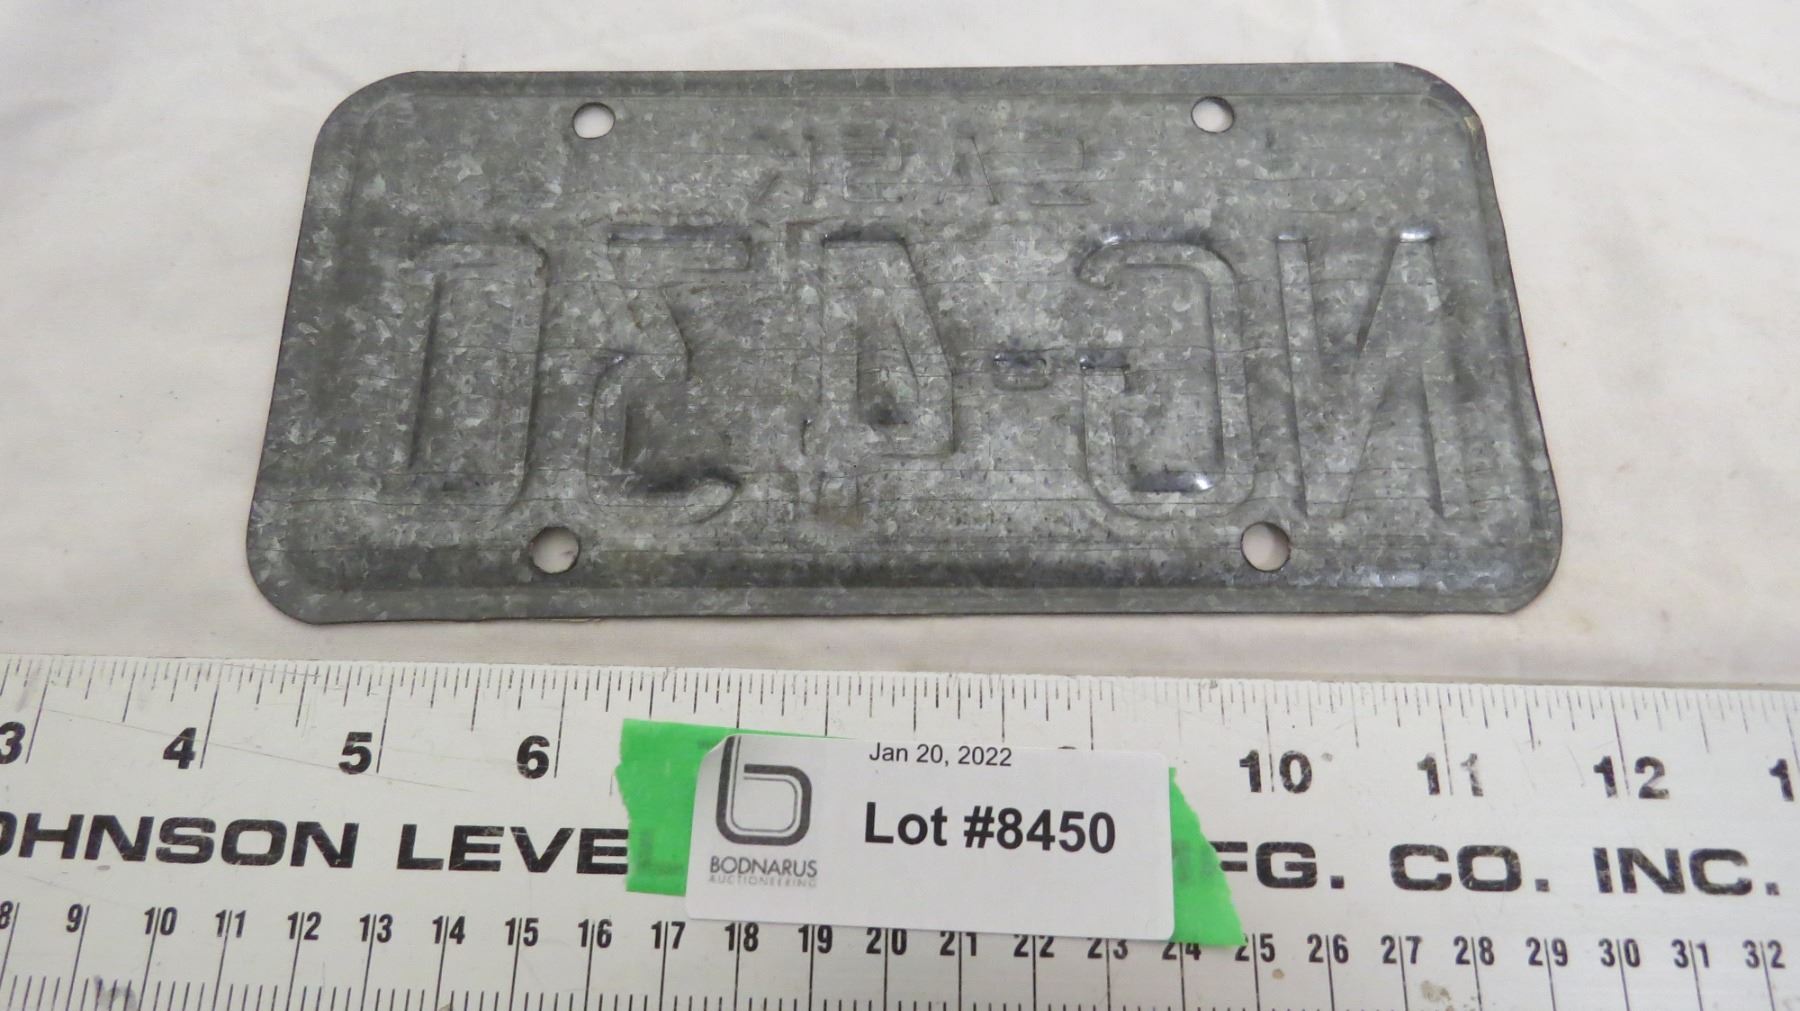 SASK
NG-430
3 4 5 6 10 11 12 1
Jan 20, 2022
Lot #8450
BODNARUS
AUCTIONEERING
OHNSON LEVEL FG. CO. INC.
8 9 10 11 12 13 14 15 16 17 18 19 20 21 22 23 24 25 26 27 28 29 30 31 32